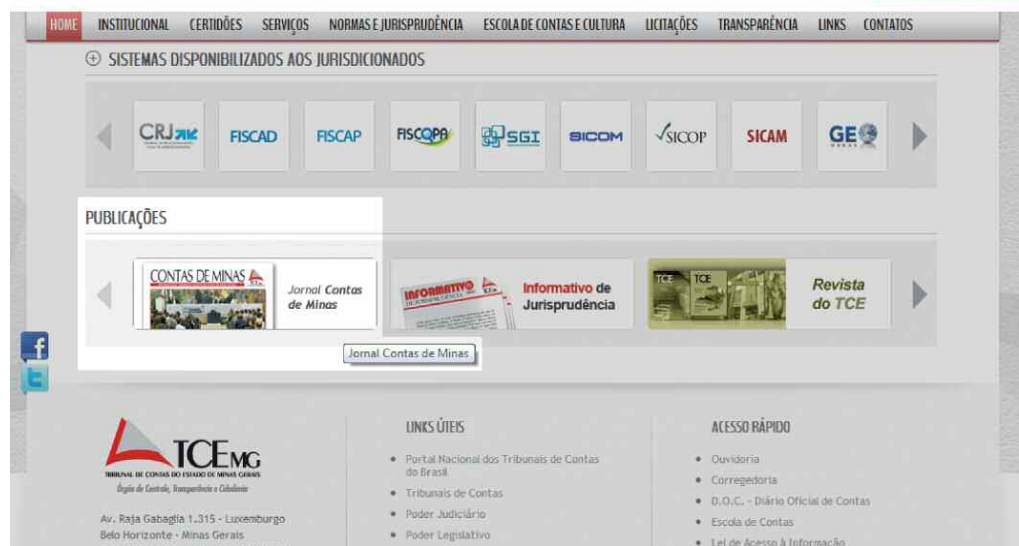 HOME INSTITUCIONAL CERTIDÕES SERVIÇOS NORMAS E JURISPRUDÊNCIA ESCOLA DE CONTAS E CULTURA LICITAÇÕES TRANSPARÊNCIA LINKS CONTATOS
SISTEMAS DISPONIBILIZADOS AOS JURISDICIONADOS
CRJ FISCAD FISCAP FISCOPA SGI SICOM SICOP SICAM GEO
PUBLICAÇÕES
CONTAS DE MINAS
Jornal Contas
de Minas
INFORMATIVO
DE JURISPRUDÊNCIA
Informativo de
Jurisprudência
TCE TCE
Revista
do TCE
Jornal Contas de Minas
f
t
TCEMG
TRIBUNAL DE CONTAS DO ESTADO DE MINAS GERAIS
Órgão de Controle, Transparência e Cidadania
Av. Raja Gabaglia 1.315 - Luxemburgo
Belo Horizonte - Minas Gerais
LINKS ÚTEIS
Portal Nacional dos Tribunais de Contas
do Brasil
Tribunais de Contas
Poder Judiciário
Poder Legislativo
ACESSO RÁPIDO
Ouvidoria
Corregedoria
D.O.C. - Diário Oficial de Contas
Escola de Contas
Lei de Acesso à Informação